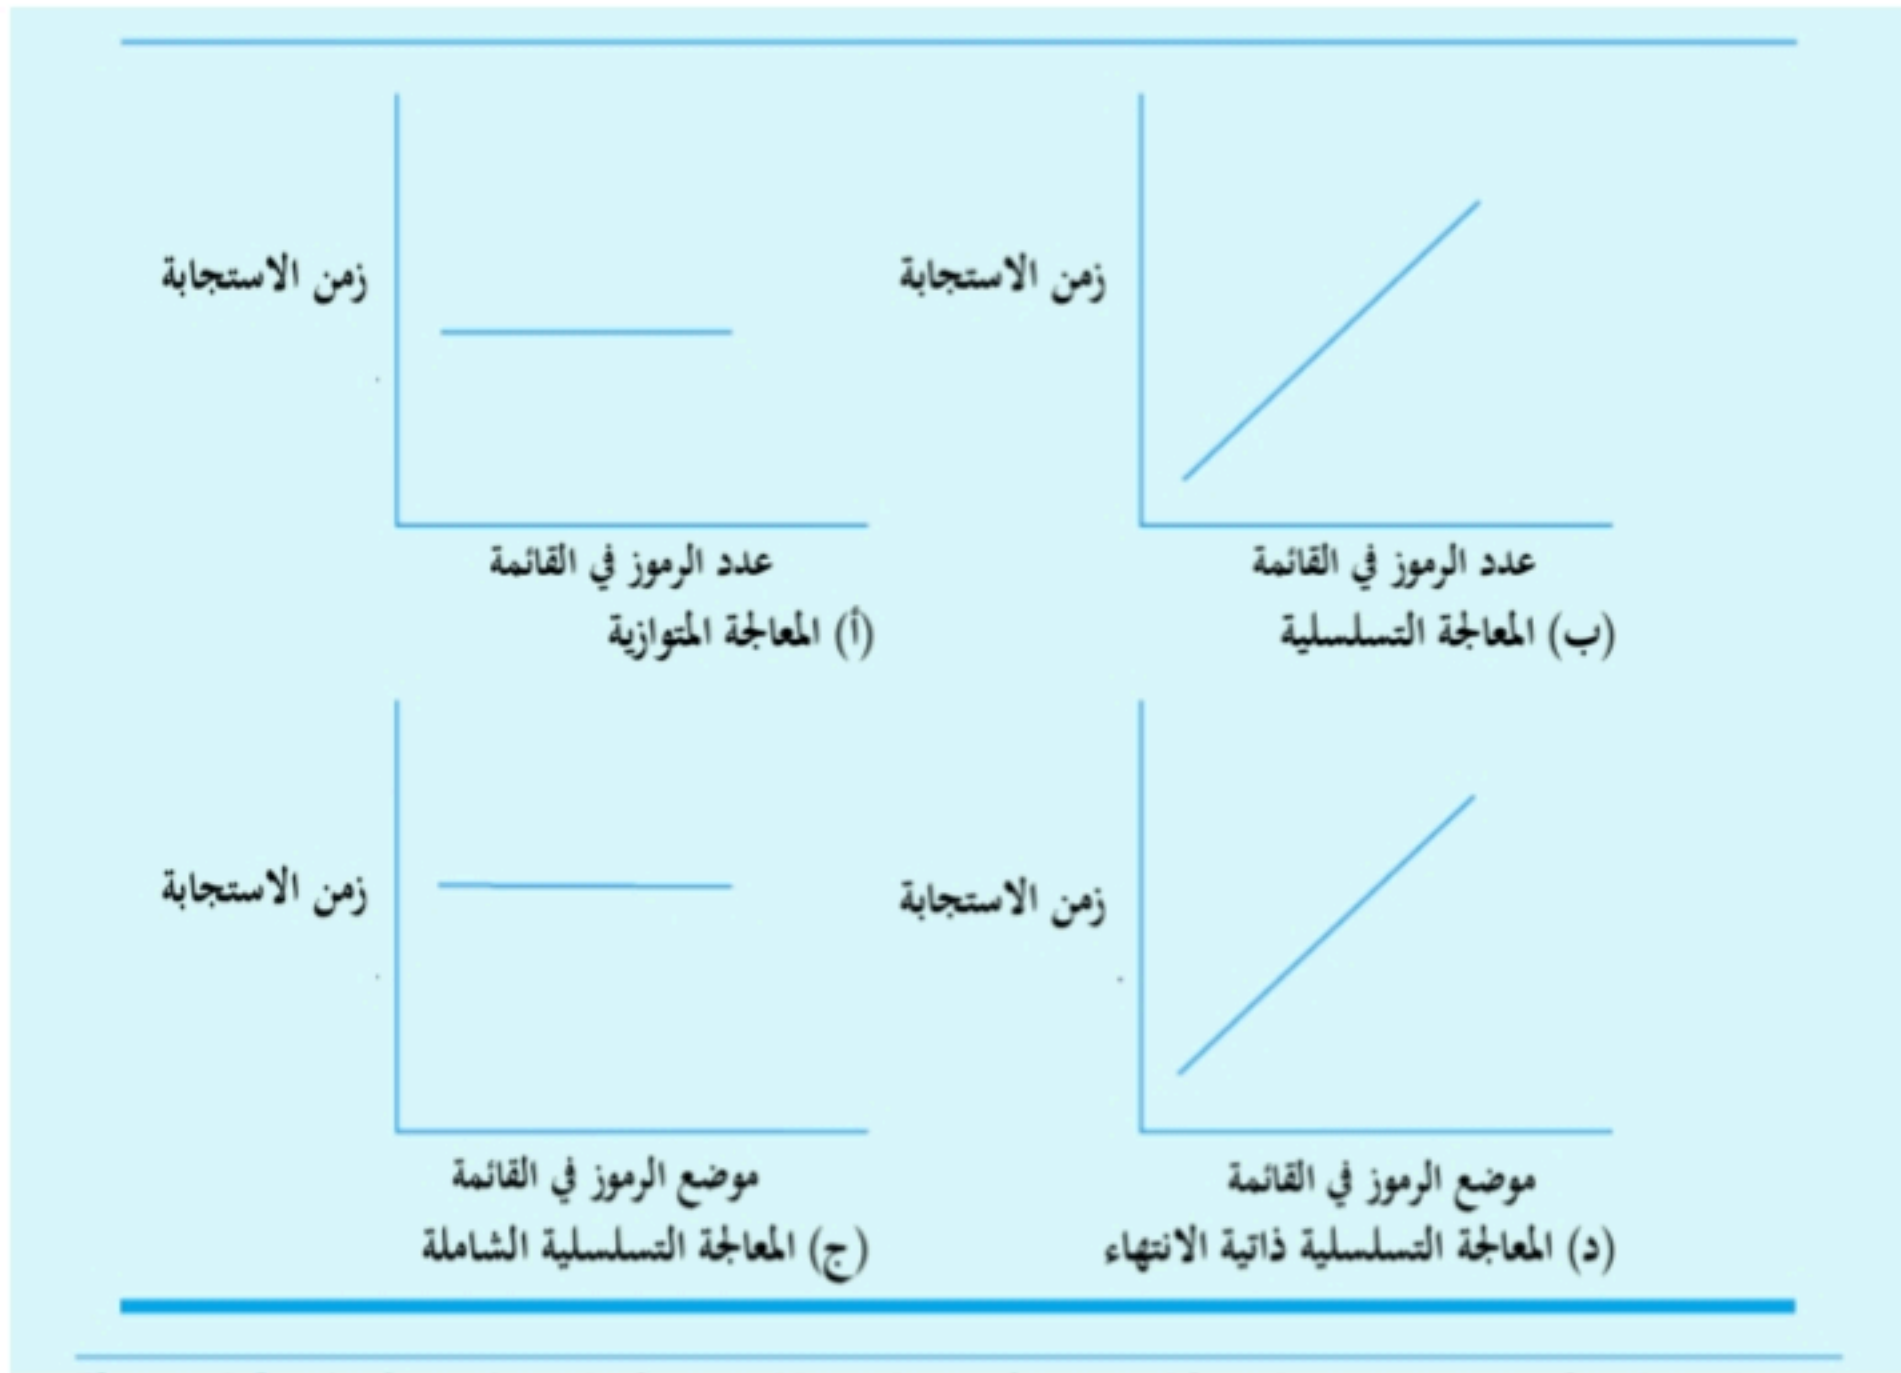 زمن الاستجابة
عدد الرموز في القائمة
(أ) المعالجة المتوازية
زمن الاستجابة
عدد الرموز في القائمة
(ب) المعالجة التسلسلية
زمن الاستجابة
موضع الرموز في القائمة
(ج) المعالجة التسلسلية الشاملة
زمن الاستجابة
موضع الرموز في القائمة
(د) المعالجة التسلسلية ذاتية الانتهاء